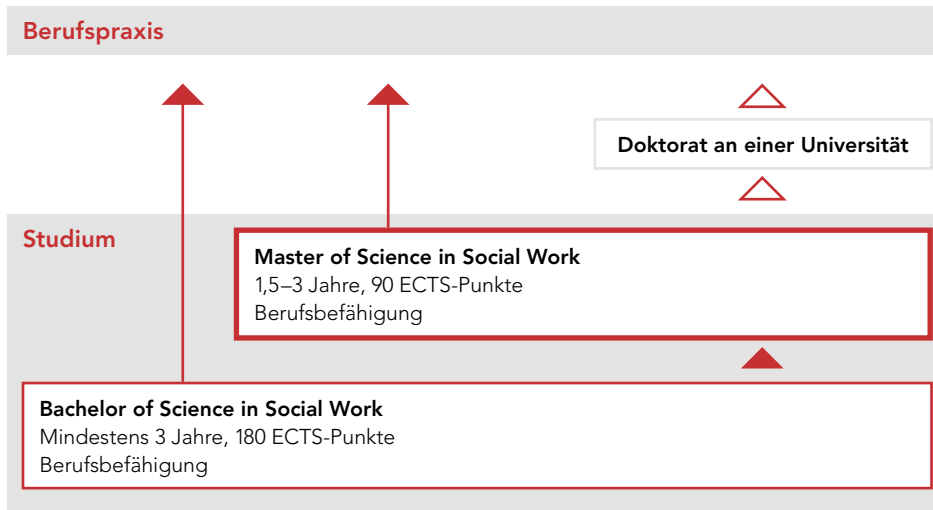 Berufspraxis
Doktorat an einer Universität
Studium
Master of Science in Social Work
1,5–3 Jahre, 90 ECTS-Punkte
Berufsbefähigung
Bachelor of Science in Social Work
Mindestens 3 Jahre, 180 ECTS-Punkte
Berufsbefähigung